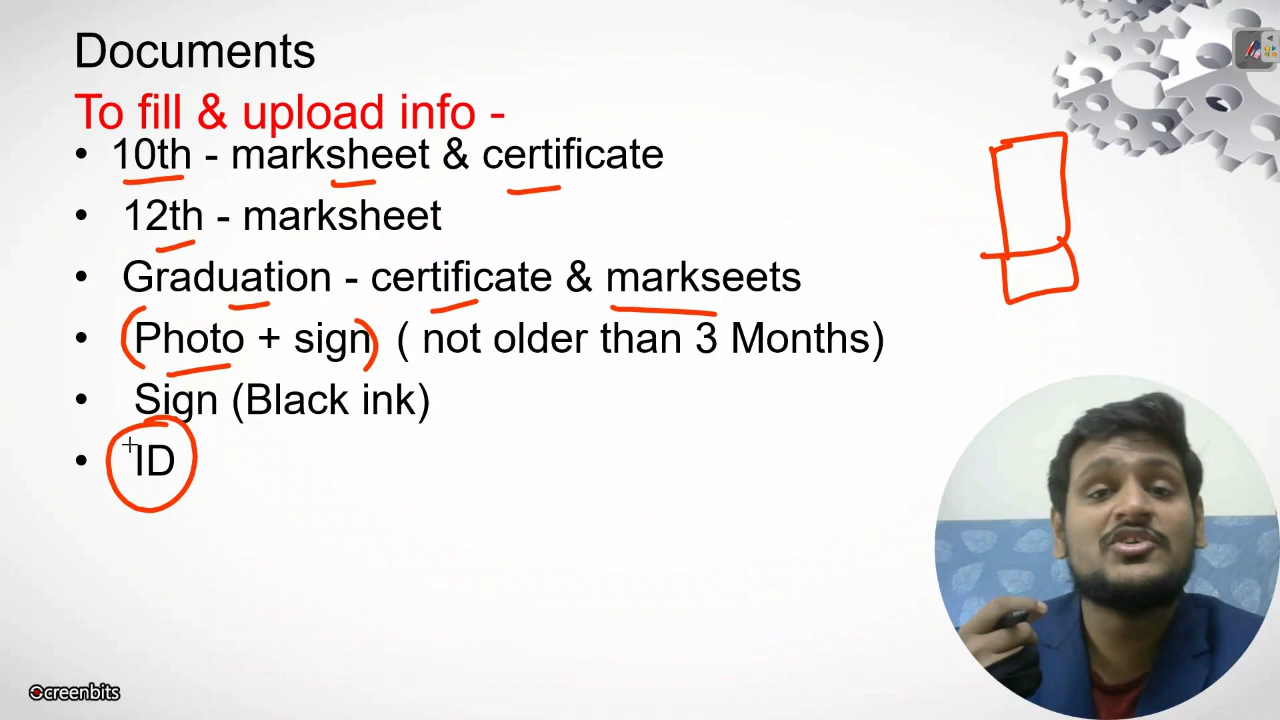 Documents
To fill & upload info -
• 10th - marksheet & certificate
• 12th - marksheet
• Graduation - certificate & markseets
• Photo + sign ( not older than 3 Months)
• Sign (Black ink)
• ID
creenbits